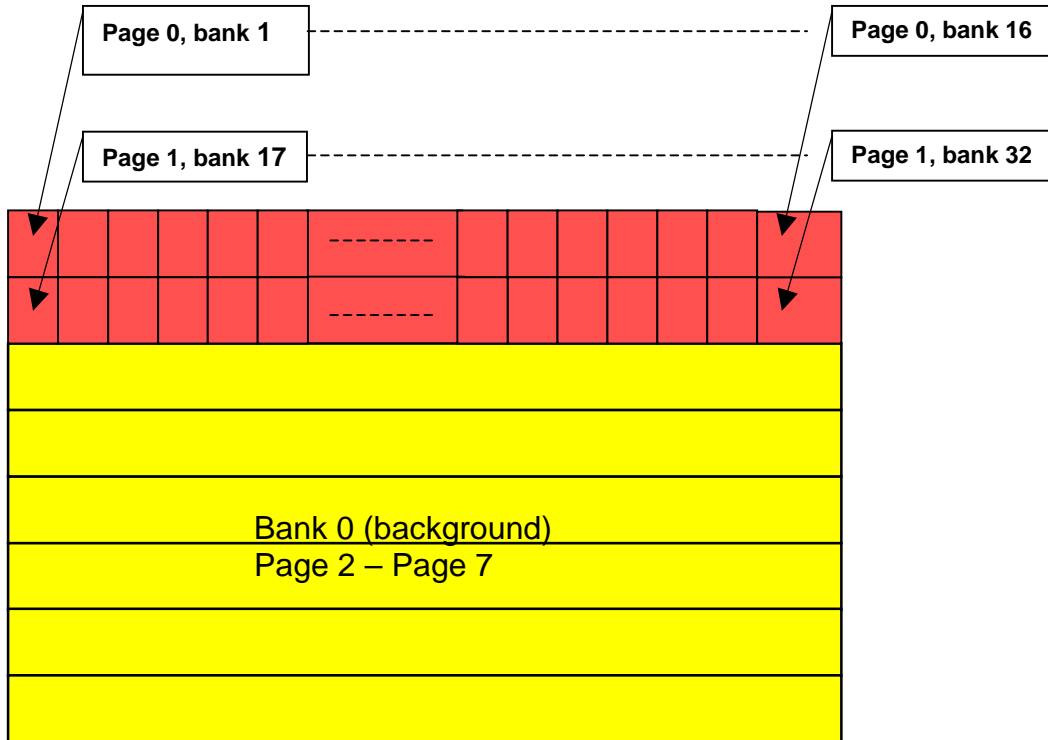 Page 0, bank 1
Page 0, bank 16
Page 1, bank 17
Page 1, bank 32
Bank 0 (background)
Page 2 – Page 7